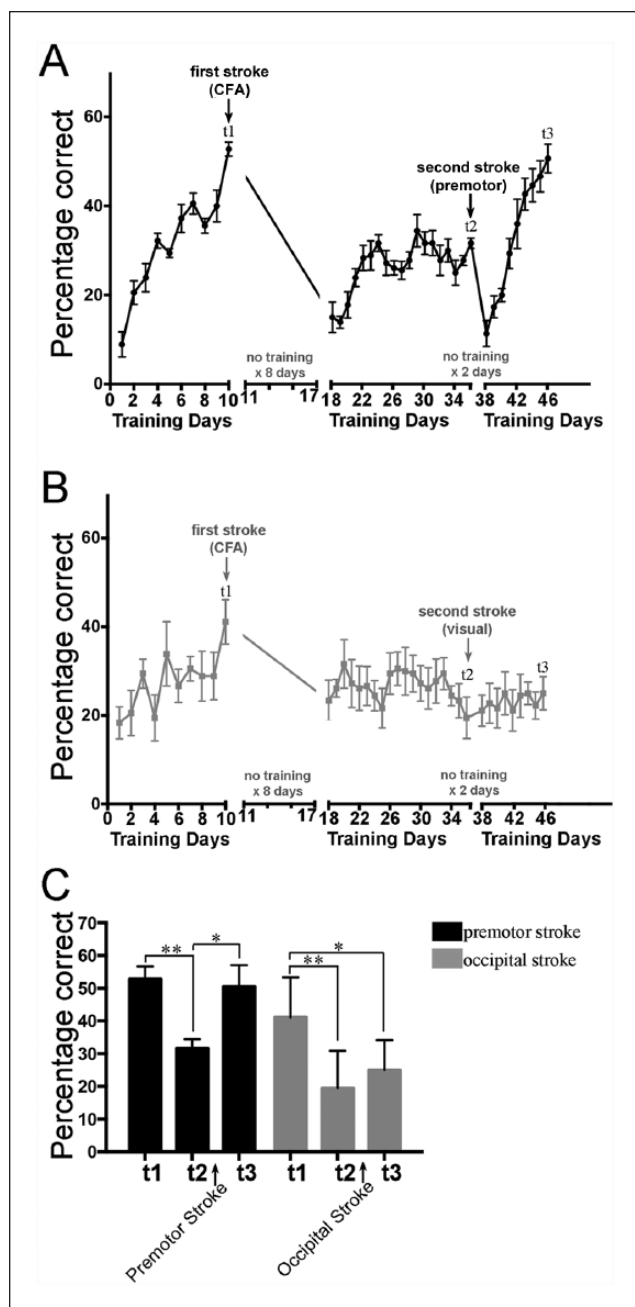 A
first stroke
(CFA)
t1
second stroke
(premotor)
t2
t3
Percentage correct
60
40
20
0
no training
x 8 days
no training
x 2 days
0 2 4 6 8 10 11 17 18 22 26 30 34 38 42 46
Training Days Training Days Training Days
B
first stroke
(CFA)
t1
second stroke
(visual)
t2
t3
Percentage correct
60
40
20
0
no training
x 8 days
no training
x 2 days
0 2 4 6 8 10 11 17 18 22 26 30 34 38 42 46
Training Days Training Days Training Days
C
Percentage correct
70
60
50
40
30
20
10
0
** * ** *
premotor stroke
occipital stroke
t1 t2 t3 t1 t2 t3
Premotor Stroke
Occipital Stroke